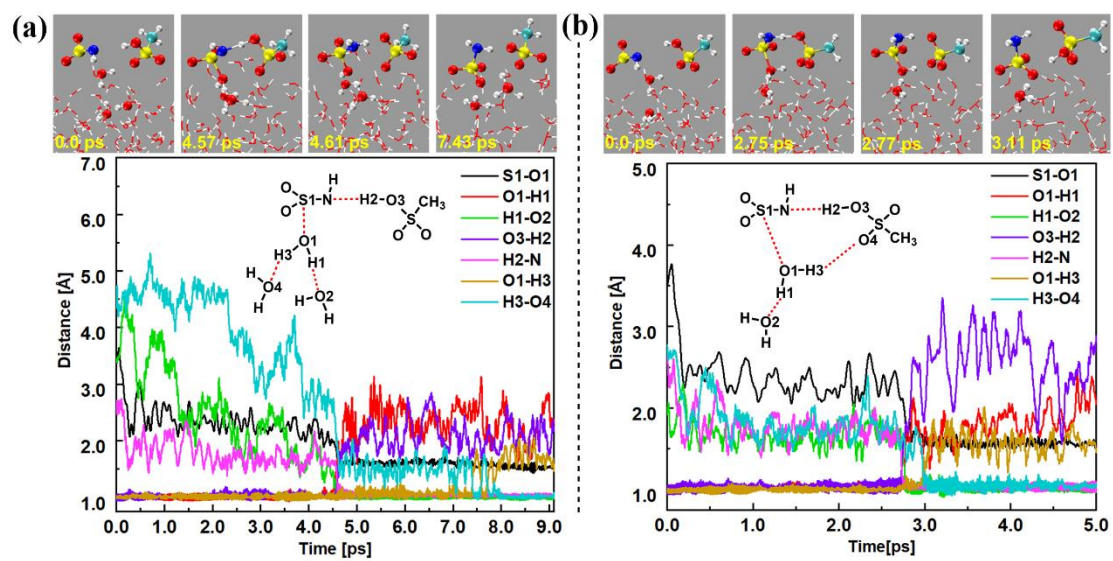 (a)
0.0 ps
4.57 ps
4.61 ps
7.43 ps
7.0
6.0
5.0
4.0
3.0
2.0
1.0
Distance [Å]
0.0 1.0 2.0 3.0 4.0 5.0 6.0 7.0 8.0 9.0
Time [ps]
H
O
S1-N
H2-O3
CH3
O
S
O
O
O1
H3
H1
H
O4
H
H
O2
H
S1-O1
O1-H1
H1-O2
O3-H2
H2-N
O1-H3
H3-O4
(b)
0.0 ps
2.75 ps
2.77 ps
3.11 ps
5.0
4.0
3.0
2.0
1.0
Distance [Å]
0.0 1.0 2.0 3.0 4.0 5.0
Time[ps]
H
O
S1-N
H2-O3
O
O
S
O4
CH3
O1-H3
H1
H-O2
H
S1-O1
O1-H1
H1-O2
O3-H2
H2-N
O1-H3
H3-O4